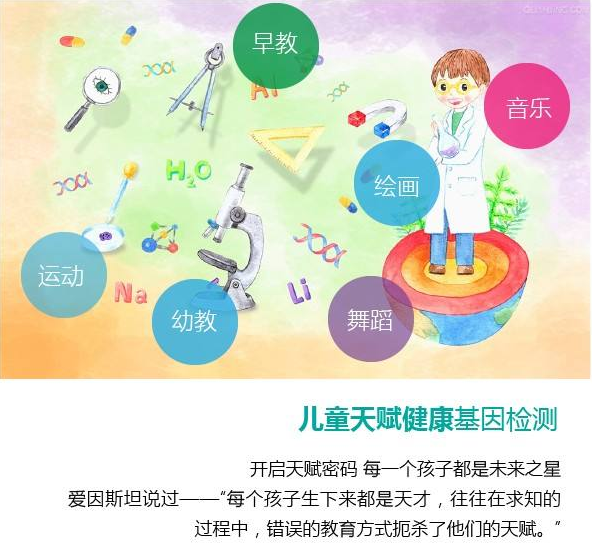 早教
音乐
Al
H₂O
绘画
运动
Na
Li
幼教
舞蹈
儿童天赋健康基因检测
开启天赋密码 每一个孩子都是未来之星
爱因斯坦说过——“每个孩子生下来都是天才，往往在求知的
过程中，错误的教育方式扼杀了他们的天赋。”